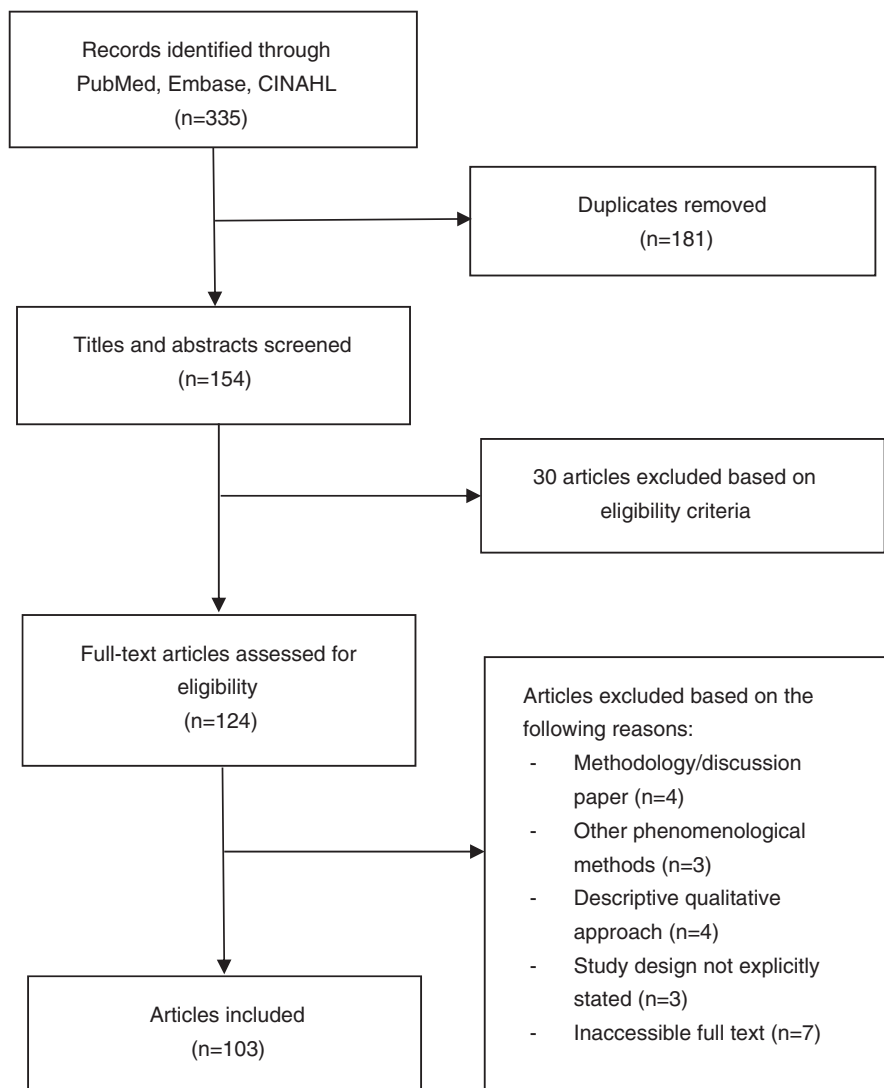 Records identified through
PubMed, Embase, CINAHL
(n=335)
Duplicates removed
(n=181)
Titles and abstracts screened
(n=154)
30 articles excluded based on
eligibility criteria
Full-text articles assessed for
eligibility
(n=124)
Articles excluded based on the
following reasons:
- Methodology/discussion
paper (n=4)
- Other phenomenological
methods (n=3)
- Descriptive qualitative
approach (n=4)
- Study design not explicitly
stated (n=3)
- Inaccessible full text (n=7)
Articles included
(n=103)